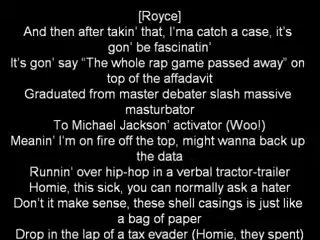 [Royce]
And then after takin' that, I'ma catch a case, it's
gon' be fascinatin'
It's gon' say "The whole rap game passed away" on
top of the affadavit
Graduated from master debater slash massive
masturbator
To Michael Jackson' activator (Woo!)
Meanin' I'm on fire off the top, might wanna back up
the data
Runnin' over hip-hop in a verbal tractor-trailer
Homie, this sick, you can normally ask a hater
Don't it make sense, these shell casings is just like
a bag of paper
Drop in the lap of a tax evader (Homie, they spent)